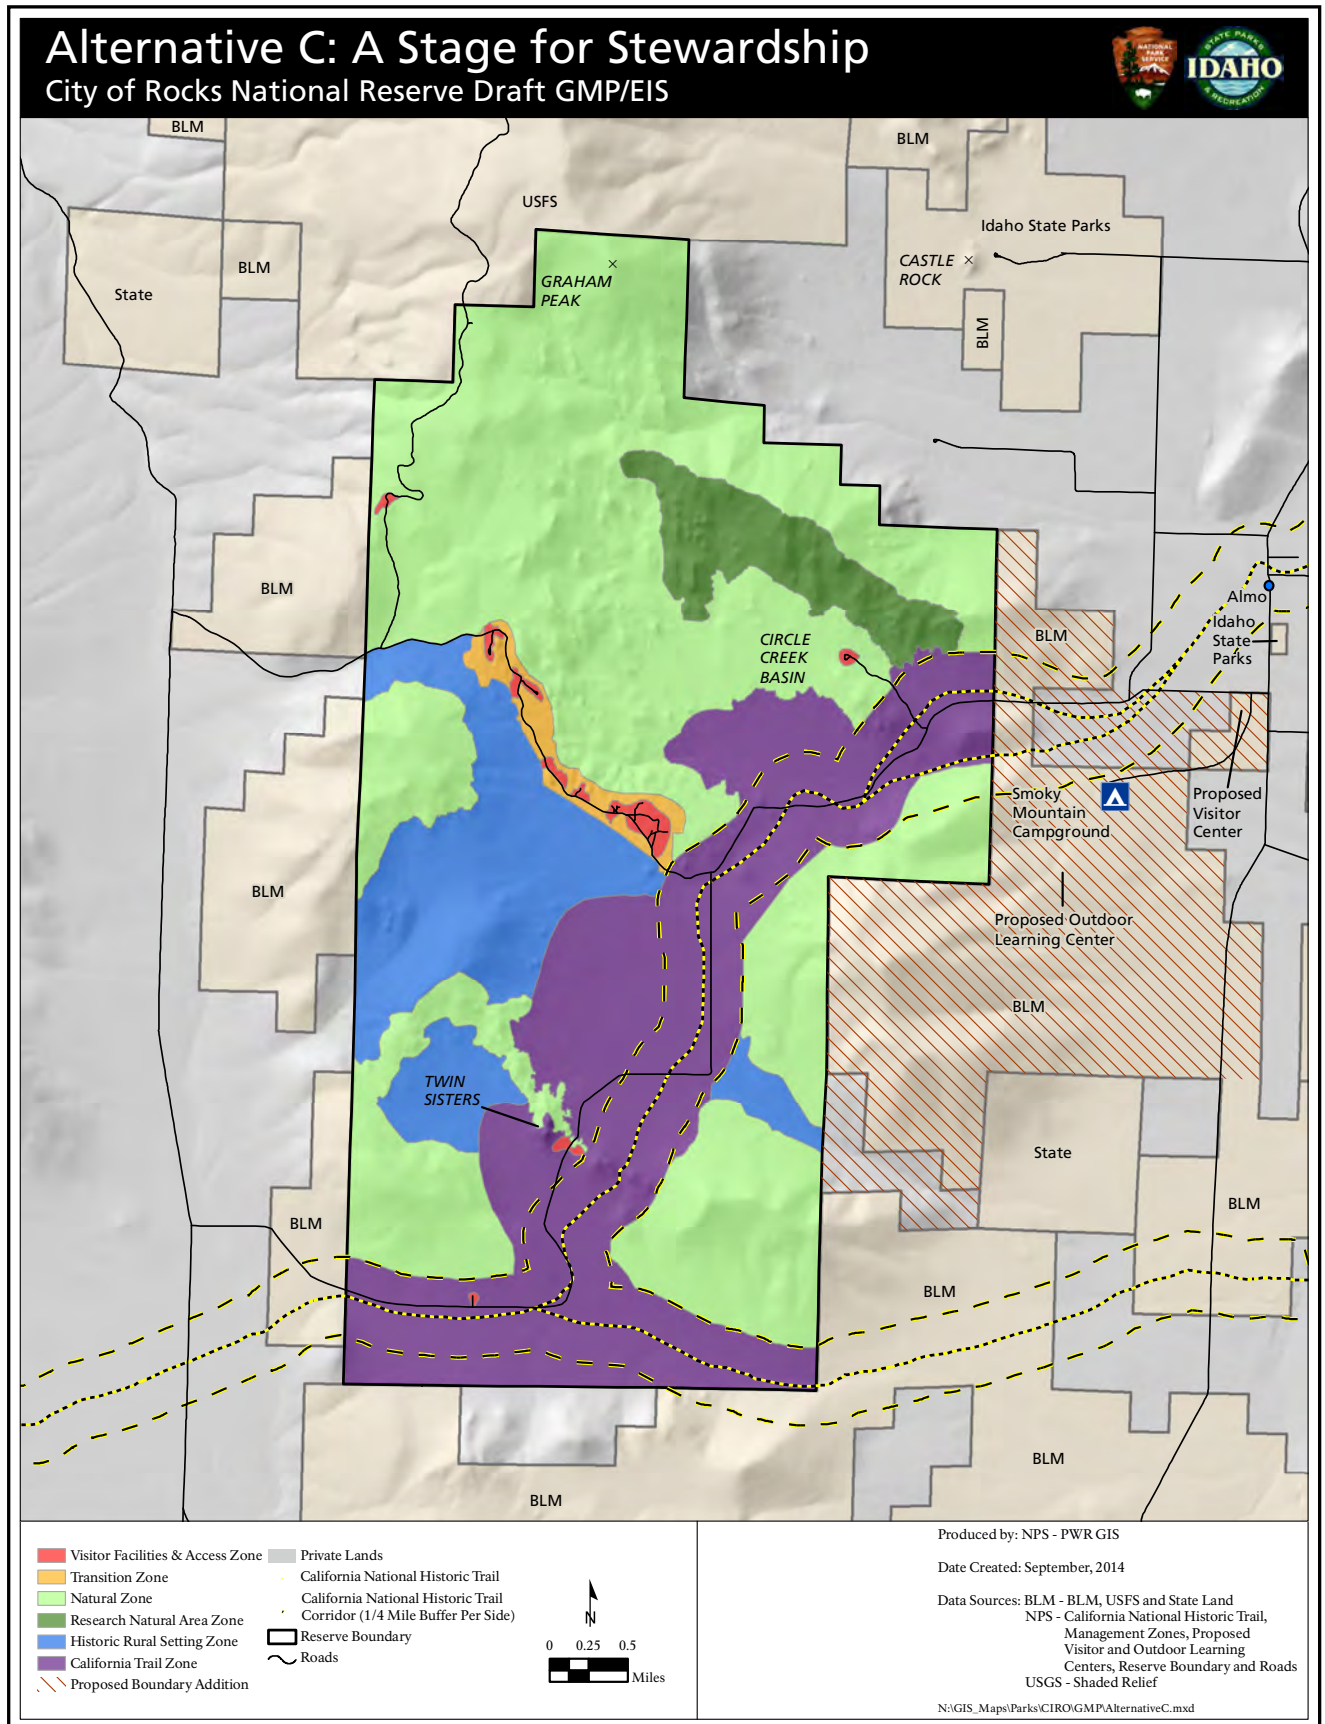 Alternative C: A Stage for Stewardship
City of Rocks National Reserve Draft GMP/EIS
NATIONAL
PARK
SERVICE
STATE PARKS
IDAHO
& RECREATION
BLM
BLM
USFS
Idaho State Parks
CASTLE
ROCK
BLM
State
GRAHAM
PEAK
BLM
BLM
Almo
Idaho
State
Parks
BLM
CIRCLE
CREEK
BASIN
Smoky
Mountain
Campground
Proposed
Visitor
Center
BLM
Proposed Outdoor
Learning Center
BLM
TWIN
SISTERS
State
BLM
BLM
BLM
BLM
BLM
Visitor Facilities & Access Zone
Transition Zone
Natural Zone
Research Natural Area Zone
Historic Rural Setting Zone
California Trail Zone
Proposed Boundary Addition
Private Lands
California National Historic Trail
California National Historic Trail
Corridor (1/4 Mile Buffer Per Side)
Reserve Boundary
Roads
N
0 0.25 0.5
Miles
Produced by: NPS - PWR GIS
Date Created: September, 2014
Data Sources: BLM - BLM, USFS and State Land
NPS - California National Historic Trail,
Management Zones, Proposed
Visitor and Outdoor Learning
Centers, Reserve Boundary and Roads
USGS - Shaded Relief
N:\GIS_Maps\Parks\CIRO\GMP\AlternativeC.mxd